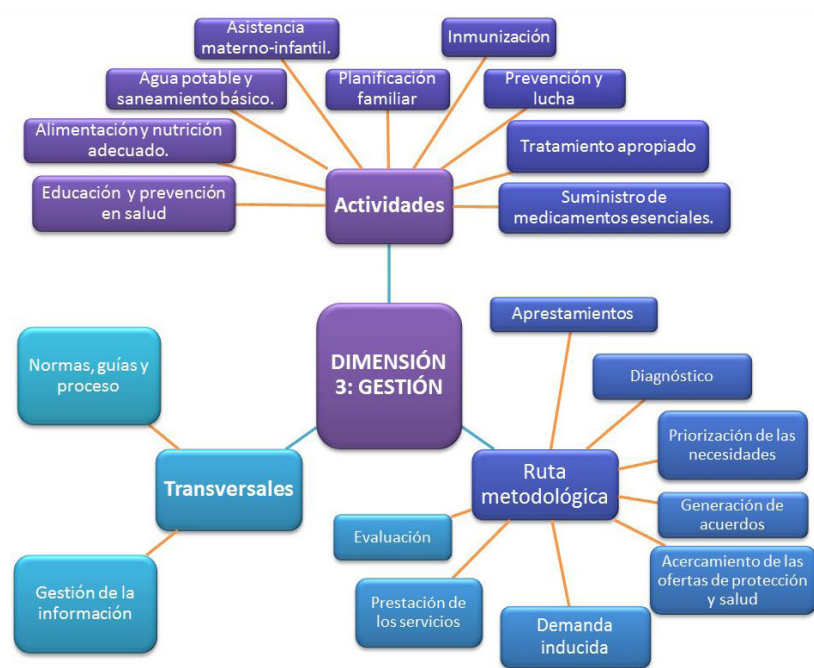 Asistencia
materno-infantil.
Inmunización
Agua potable y
saneamiento básico.
Planificación
familiar
Prevención y
lucha
Alimentación y nutrición
adecuado.
Tratamiento apropiado
Educación y prevención
en salud
Actividades
Suministro de
medicamentos esenciales.
DIMENSIÓN
3: GESTIÓN
Aprestamientos
Normas, guías y
proceso
Diagnóstico
Priorización de las
necesidades
Transversales
Ruta
metodológica
Generación de
acuerdos
Evaluación
Acercamiento de las
ofertas de protección
y salud
Gestión de la
información
Prestación de
los servicios
Demanda
inducida